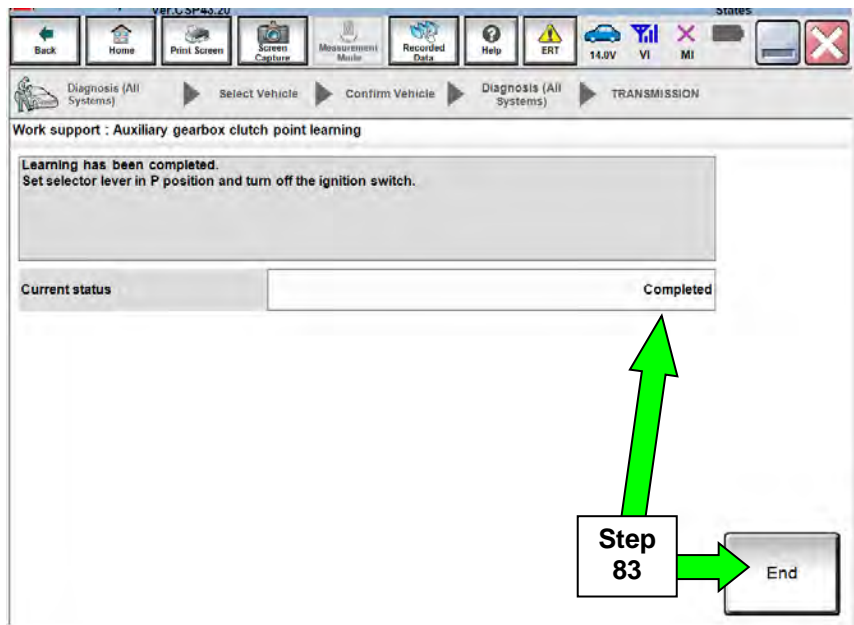 Ver.CSP43.20
States
Back
Home
Print Screen
Screen Capture
Measurement Mode
Recorded Data
Help
ERT
14.0V
VI
MI
Diagnosis (All Systems)
Select Vehicle
Confirm Vehicle
Diagnosis (All Systems)
TRANSMISSION
Work support : Auxiliary gearbox clutch point learning
Learning has been completed.
Set selector lever in P position and turn off the ignition switch.
Current status
Completed
Step
83
End